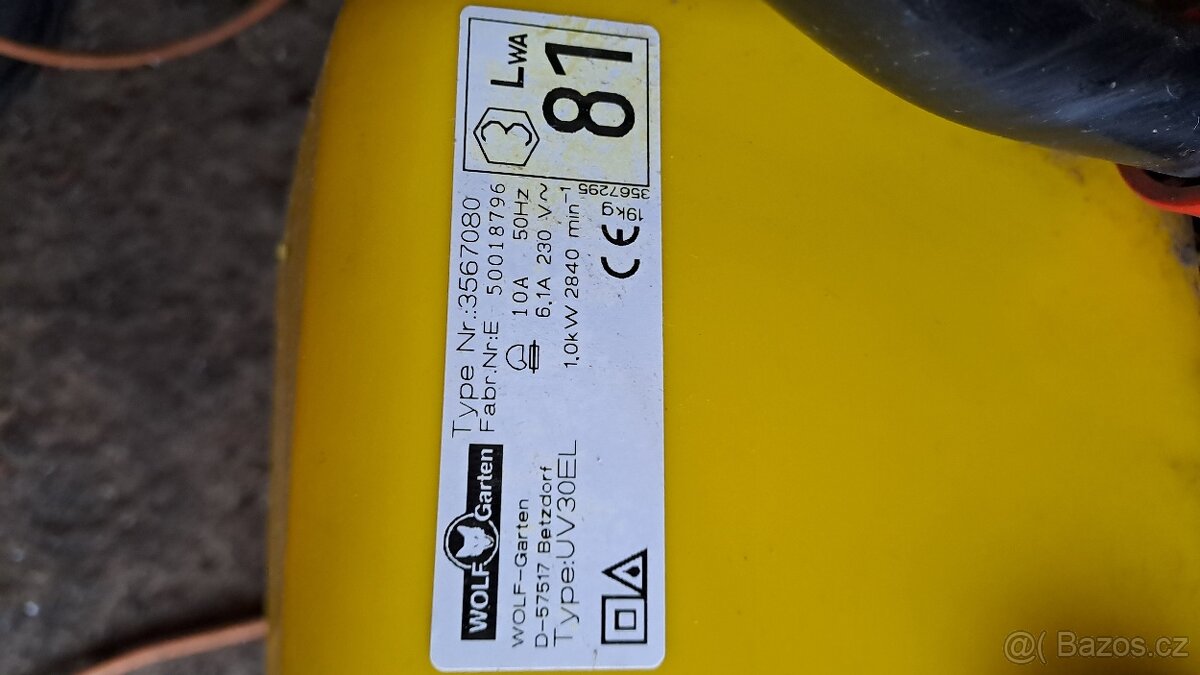 WOLF Garten
Type Nr.:3567080
Fabr.Nr:E 50018796
WOLF-Garten
D-57517 Betzdorf
Type:UV30EL
10A 50Hz
6.1A 230 V~
1.0kW 2840 min⁻¹
19kg
3567295
CE
3
LWA
81
@( Bazos.cz